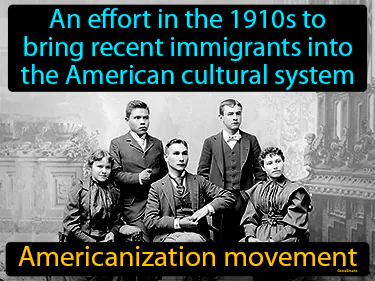 An effort in the 1910s to
bring recent immigrants into
the American cultural system
Americanization movement